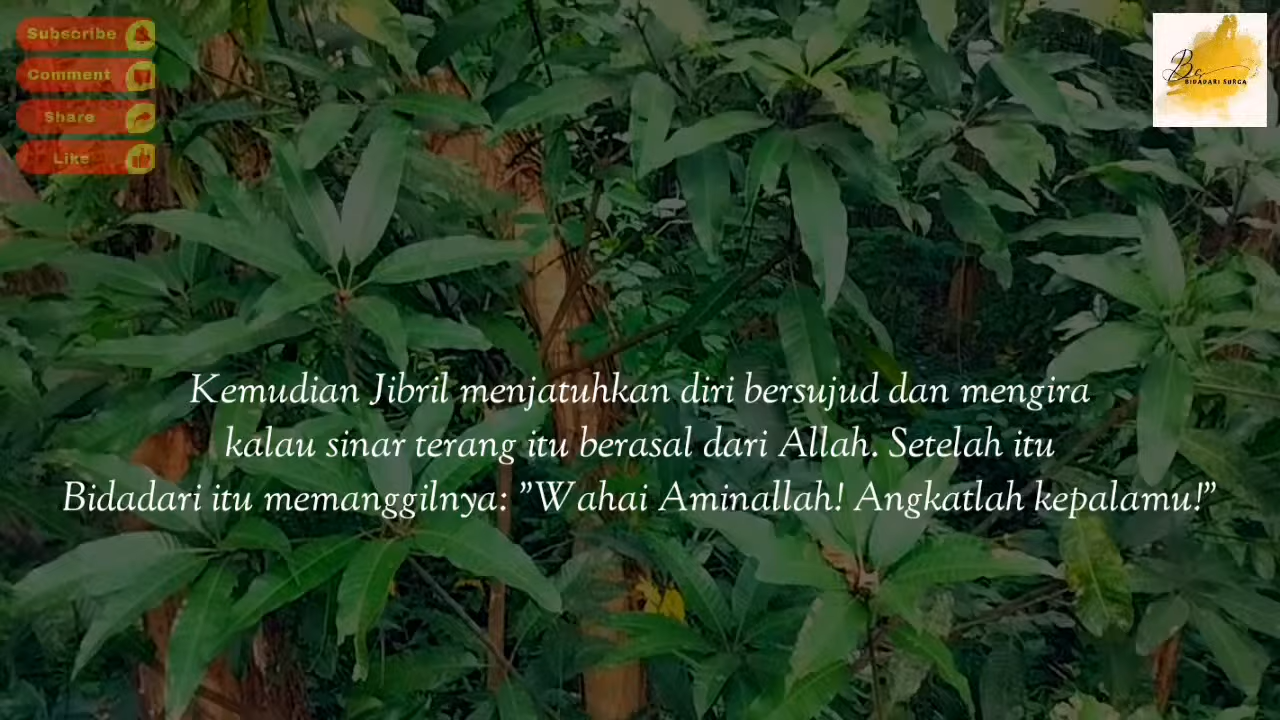 Subscribe
Comment
Share
Like
Bs
BIDADARI SURGA
Kemudian Jibril menjatuhkan diri bersujud dan mengira
kalau sinar terang itu berasal dari Allah. Setelah itu
Bidadari itu memanggilnya: "Wahai Aminallah! Angkatlah kepalamu!"